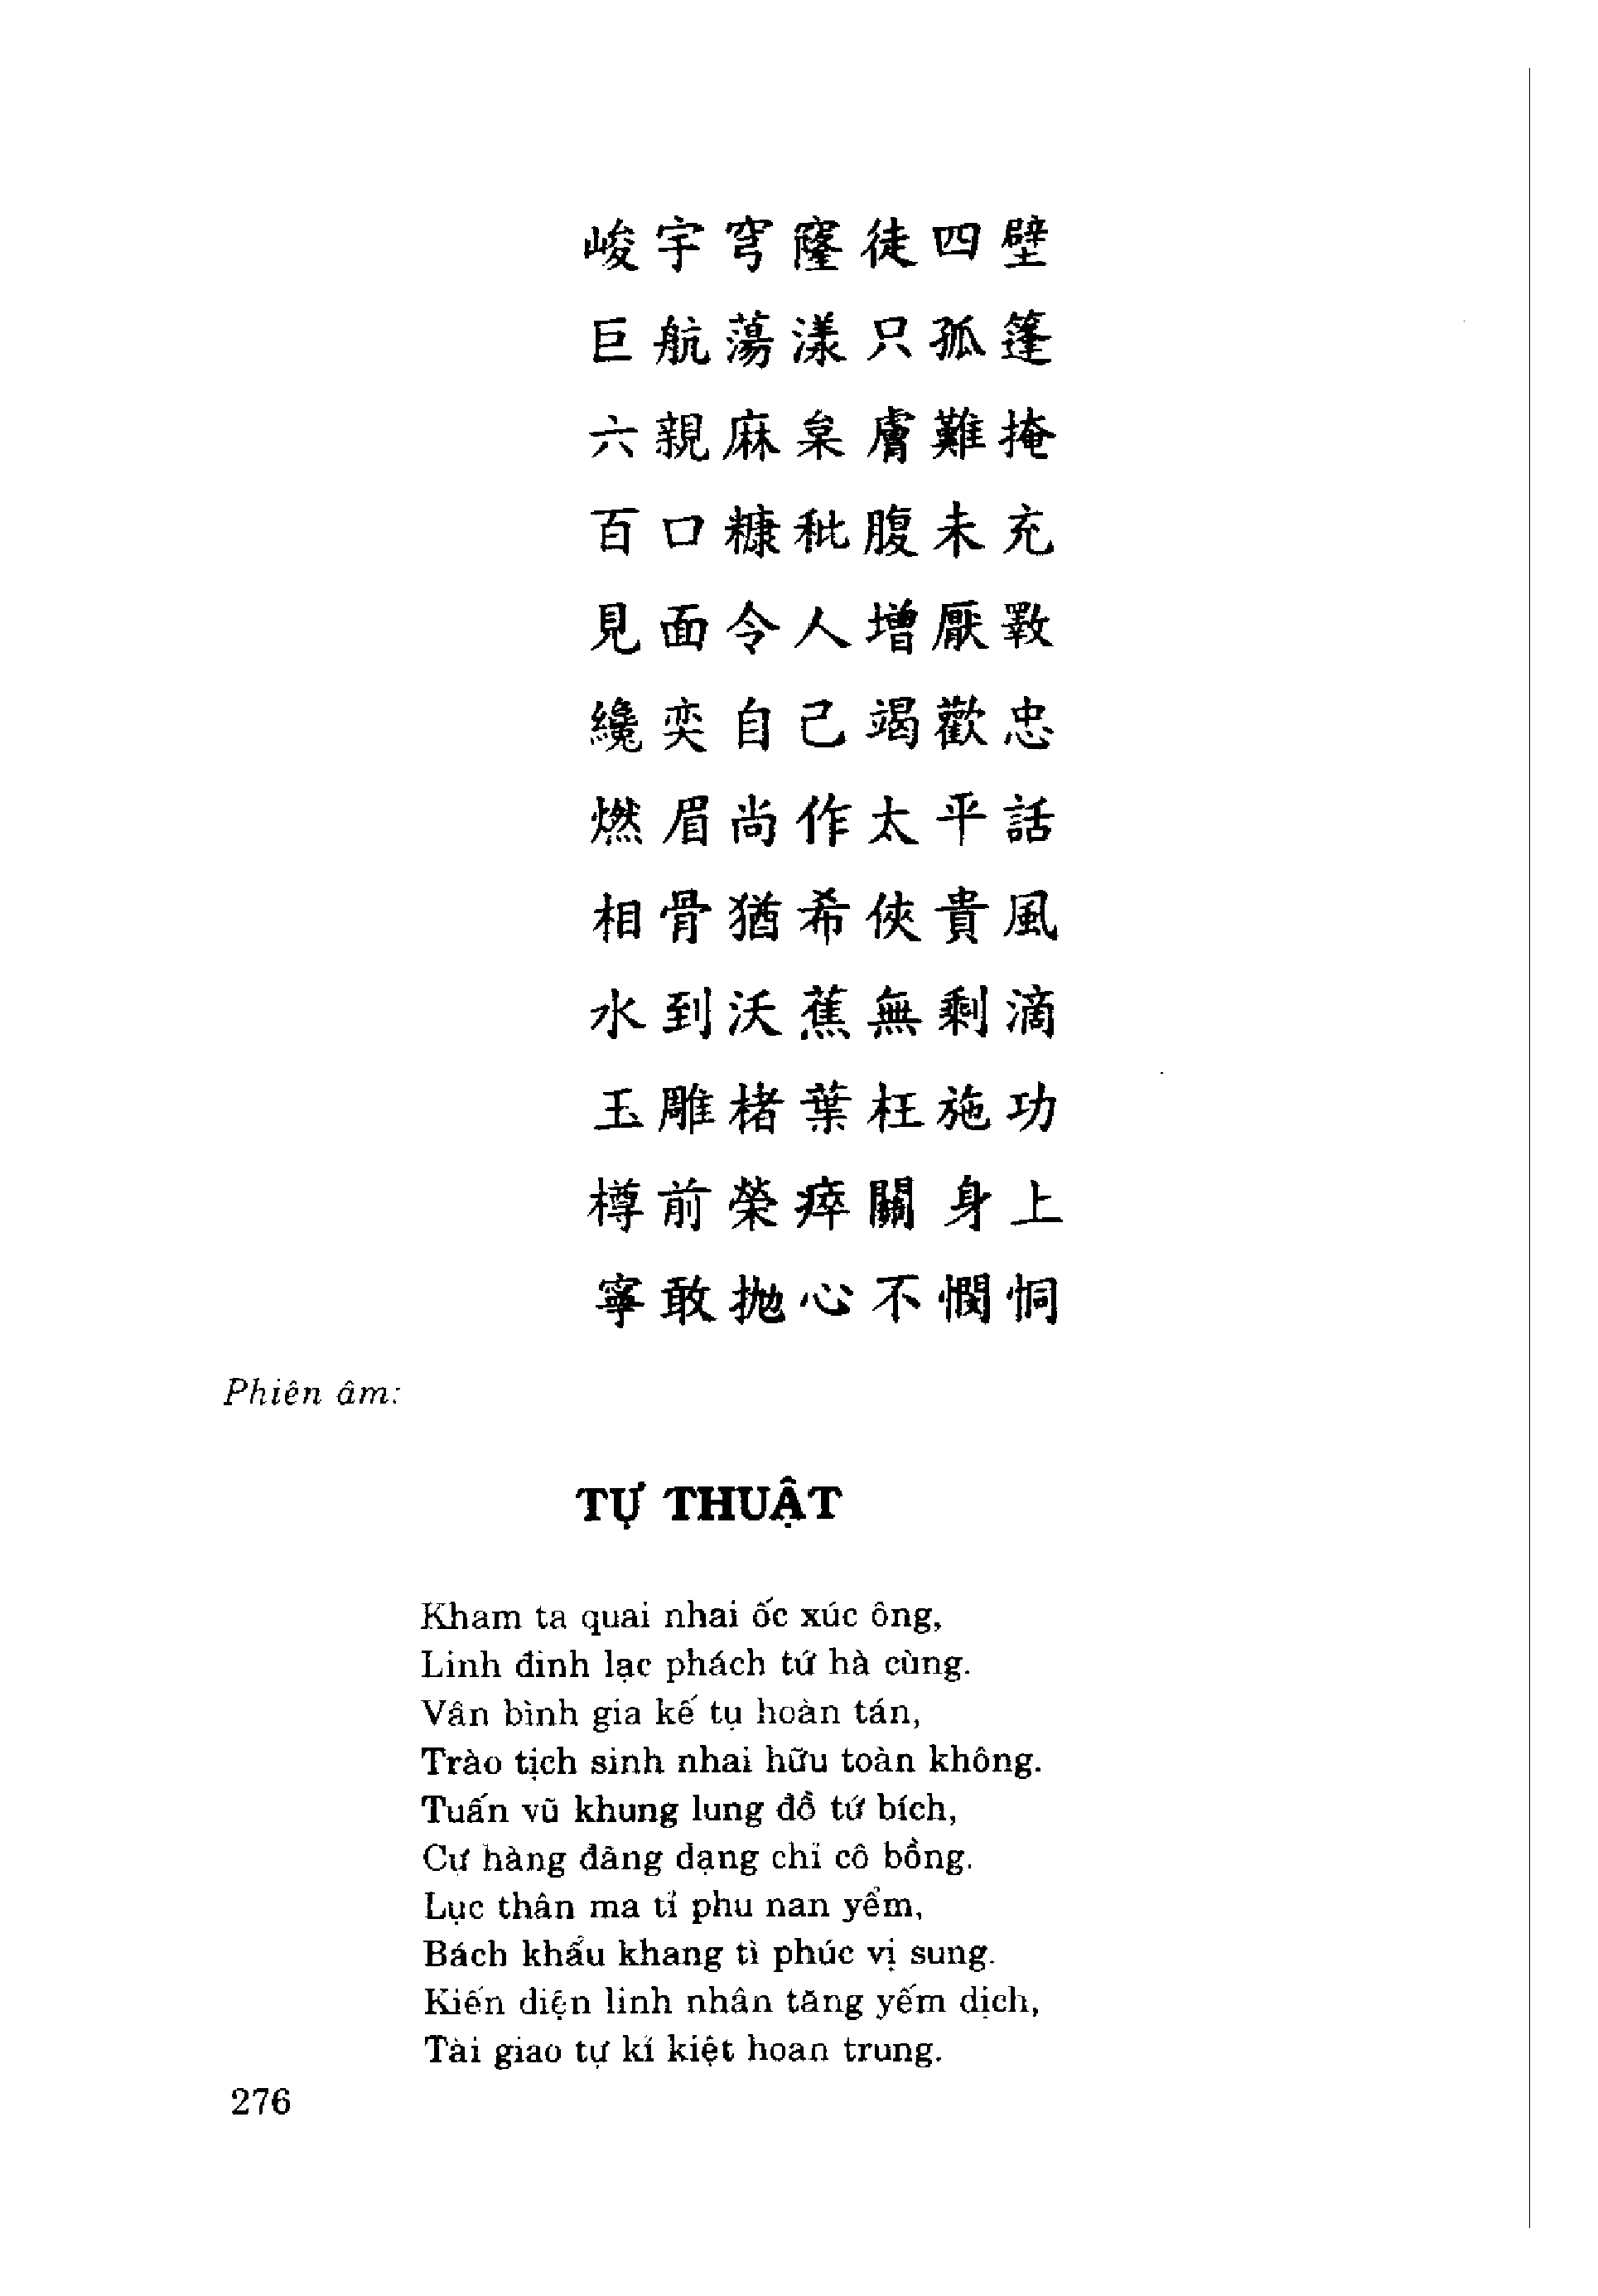 峻宇穹窿徒四壁
巨航蕩漾只孤篷
六親麻枲膚難掩
百口糠秕腹未充
見面令人增厭斁
纔奕自己竭歡忠
燃眉尚作太平話
相骨猶希俠貴風
水到沃蕉無剩滴
玉雕楮葉枉施功
樽前榮瘁關身上
寧敢拋心不憫恫
Phiên âm:
TỰ THUẬT
Kham ta quai nhai ốc xúc ông,
Linh đinh lạc phách tứ hà cùng.
Vân bình gia kế tụ hoàn tán,
Trào tịch sinh nhai hữu toàn không.
Tuấn vũ khung lung đồ tứ bích,
Cự hàng đãng dạng chỉ cô bồng.
Lục thân ma tỉ phu nan yểm,
Bách khẩu khang tì phúc vị sung.
Kiến diện linh nhân tăng yếm dịch,
Tài giao tự kỉ kiệt hoan trung.
276